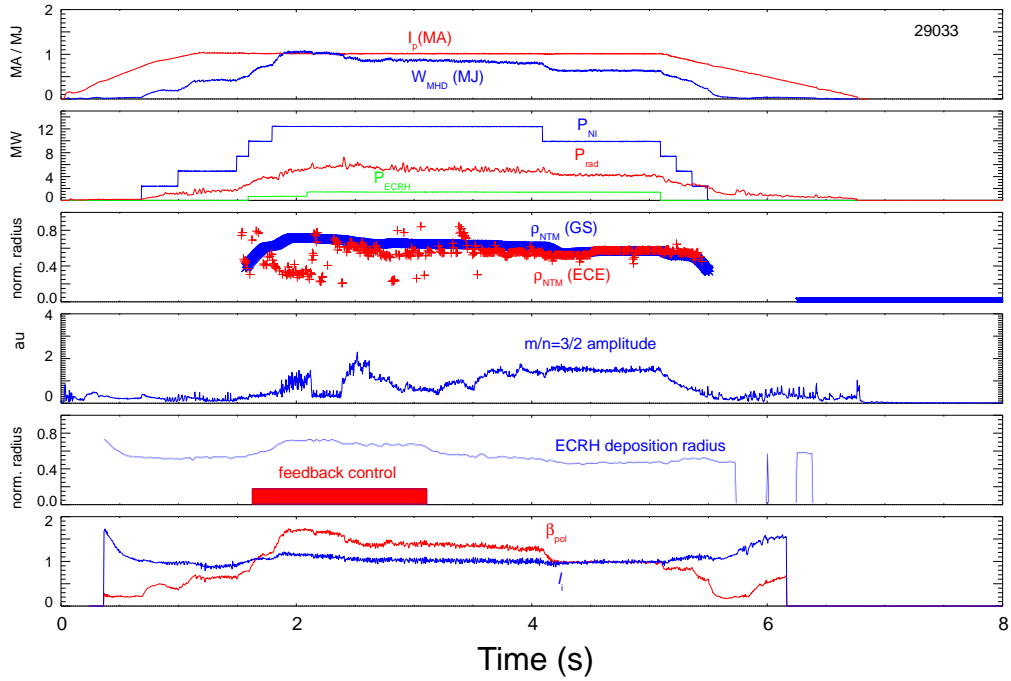 MA / MJ
2
1
0
I_p(MA)
W_MHD (MJ)
29033
MW
12
8
4
0
P_NI
P_rad
P_ECRH
norm. radius
0.8
0.4
0.0
ρ_NTM (GS)
ρ_NTM (ECE)
au
4
2
0
m/n=3/2 amplitude
norm. radius
0.8
0.4
0.0
ECRH deposition radius
feedback control
2
1
0
β_pol
l_i
0 2 4 6 8
Time (s)